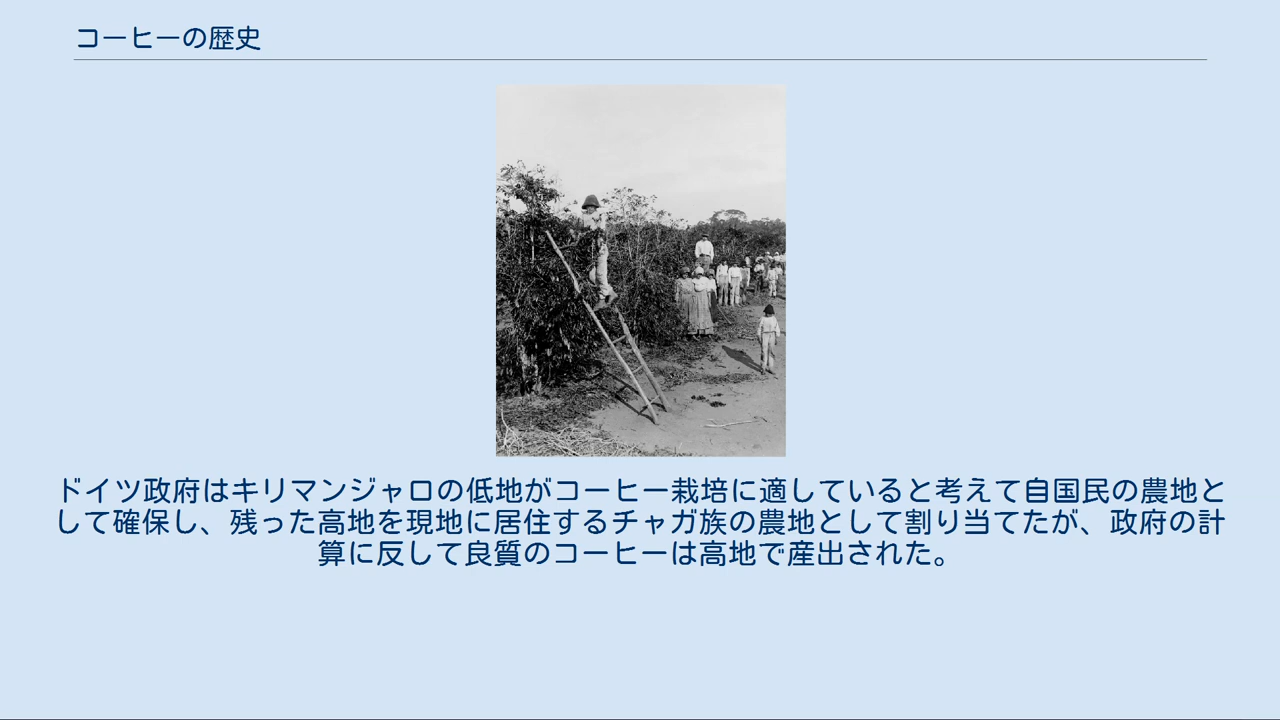 コーヒーの歴史
ドイツ政府はキリマンジャロの低地がコーヒー栽培に適していると考えて自国民の農地と
して確保し、残った高地を現地に居住するチャガ族の農地として割り当てたが、政府の計
算に反して良質のコーヒーは高地で産出された。